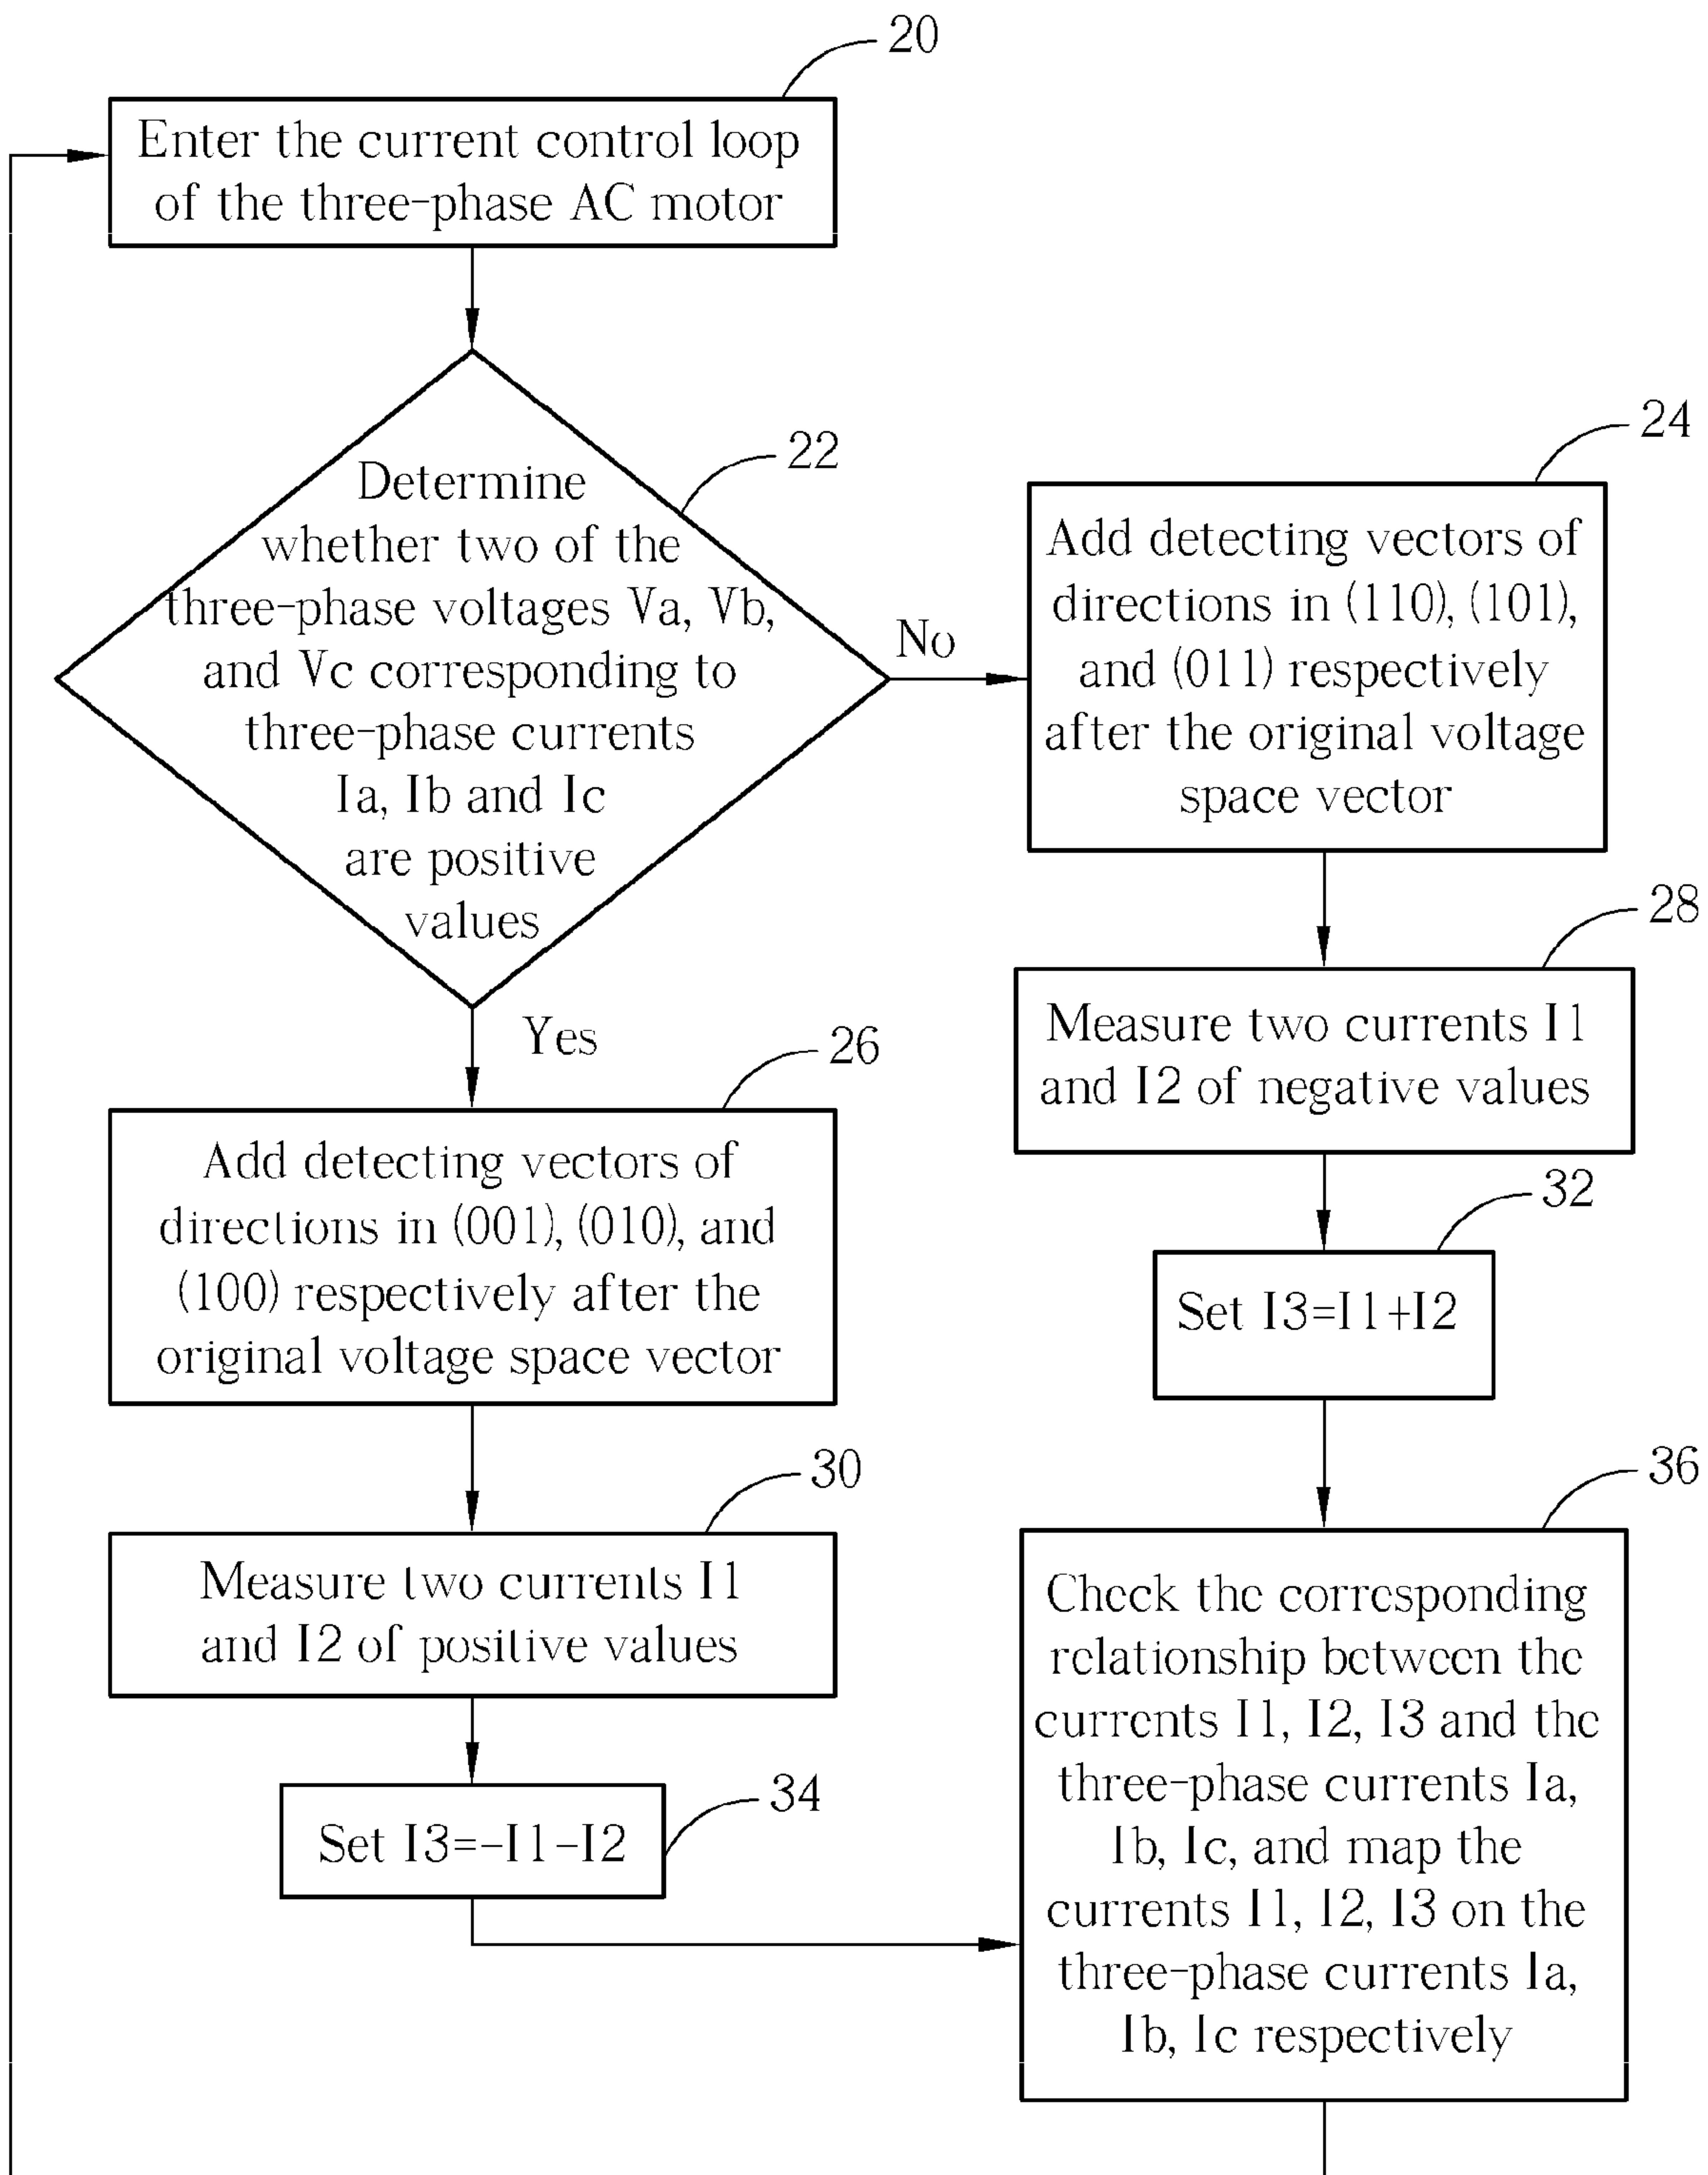 20
Enter the current control loop
of the three-phase AC motor
22
Determine
whether two of the
three-phase voltages Va, Vb,
and Vc corresponding to
three-phase currents
Ia, Ib and Ic
are positive
values
No
Yes
24
Add detecting vectors of
directions in (110), (101),
and (011) respectively
after the original voltage
space vector
28
Measure two currents I1
and I2 of negative values
32
Set I3=I1+I2
26
Add detecting vectors of
directions in (001), (010), and
(100) respectively after the
original voltage space vector
30
Measure two currents I1
and I2 of positive values
34
Set I3=-I1-I2
36
Check the corresponding
relationship between the
currents I1, I2, I3 and the
three-phase currents Ia,
Ib, Ic, and map the
currents I1, I2, I3 on the
three-phase currents Ia,
Ib, Ic respectively